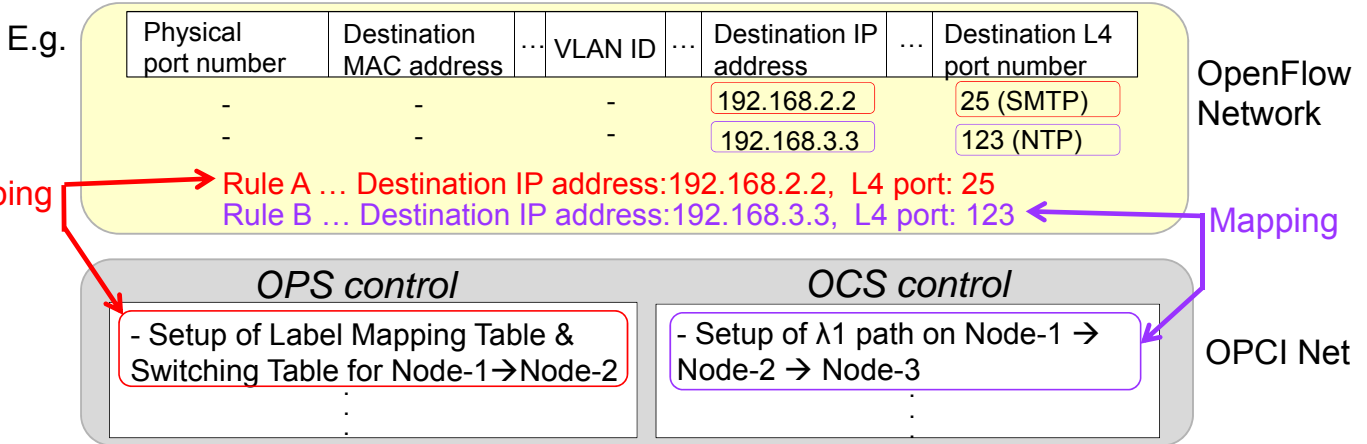 E.g.
Physical port number
Destination MAC address
…
VLAN ID
…
Destination IP address
…
Destination L4 port number
- - - 192.168.2.2 25 (SMTP)
- - - 192.168.3.3 123 (NTP)
Rule A … Destination IP address:192.168.2.2, L4 port: 25
Rule B … Destination IP address:192.168.3.3, L4 port: 123
OpenFlow
Network
Mapping
OPS control
- Setup of Label Mapping Table &
Switching Table for Node-1→Node-2
.
.
.
OCS control
- Setup of λ1 path on Node-1 →
Node-2 → Node-3
.
.
.
OPCI Net